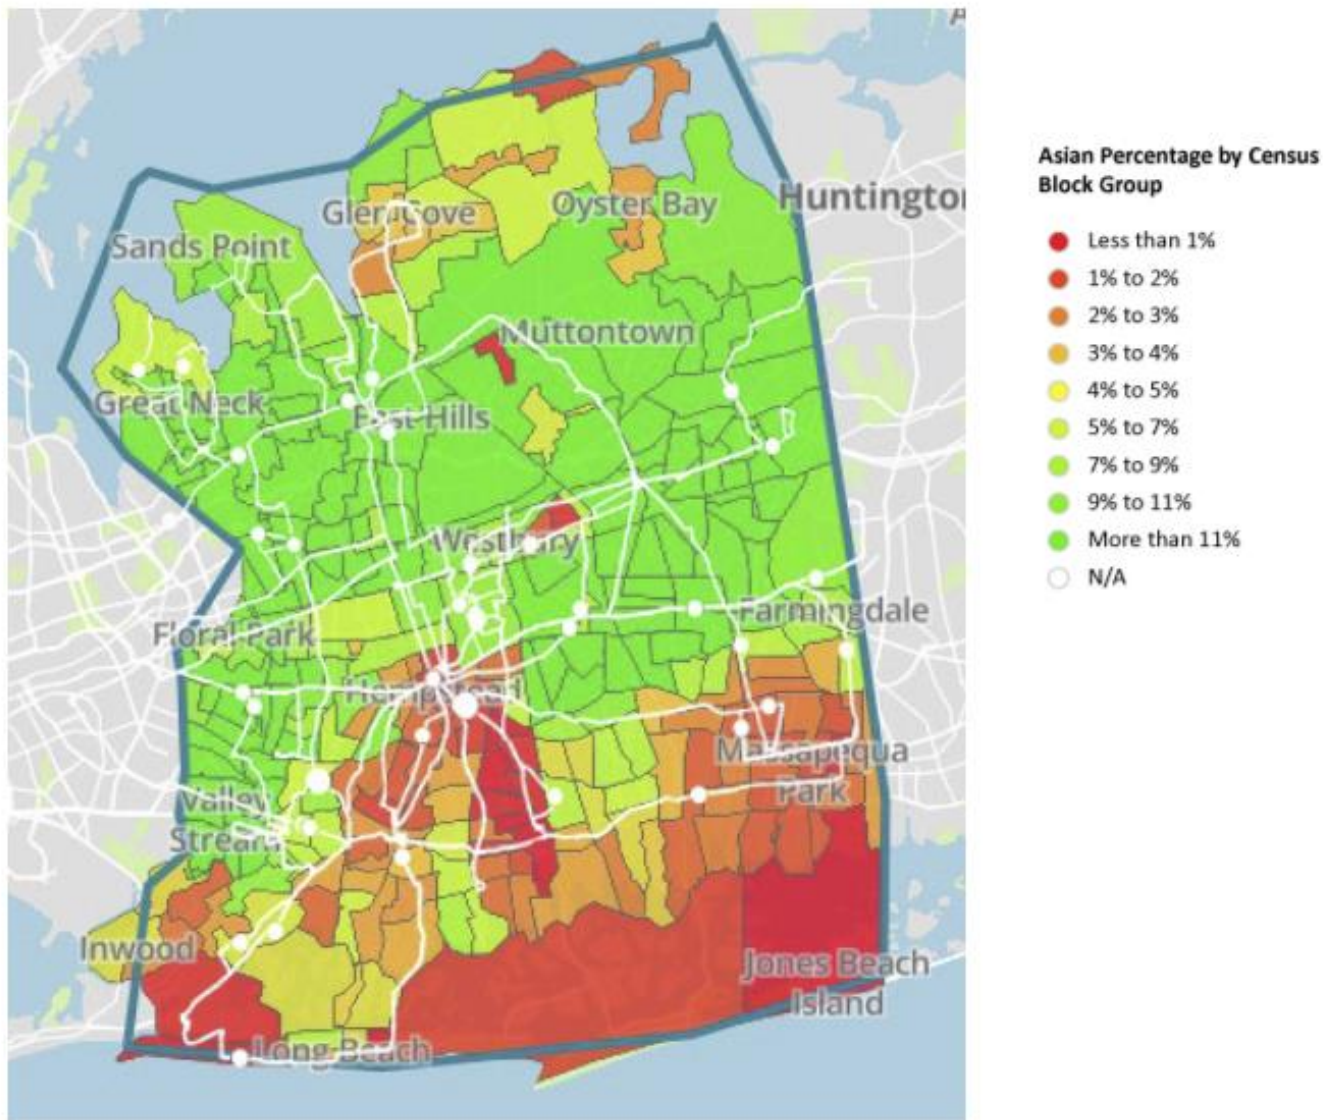 A
Huntingto
Glen Cove
Oyster Bay
Sands Point
Muttontown
Great Neck
East Hills
Westbury
Farmingdale
Floral Park
Hempstead
Massapequa
Park
Valley
Stream
Inwood
Jones Beach
Island
Long Beach
Asian Percentage by Census
Block Group
Less than 1%
1% to 2%
2% to 3%
3% to 4%
4% to 5%
5% to 7%
7% to 9%
9% to 11%
More than 11%
N/A